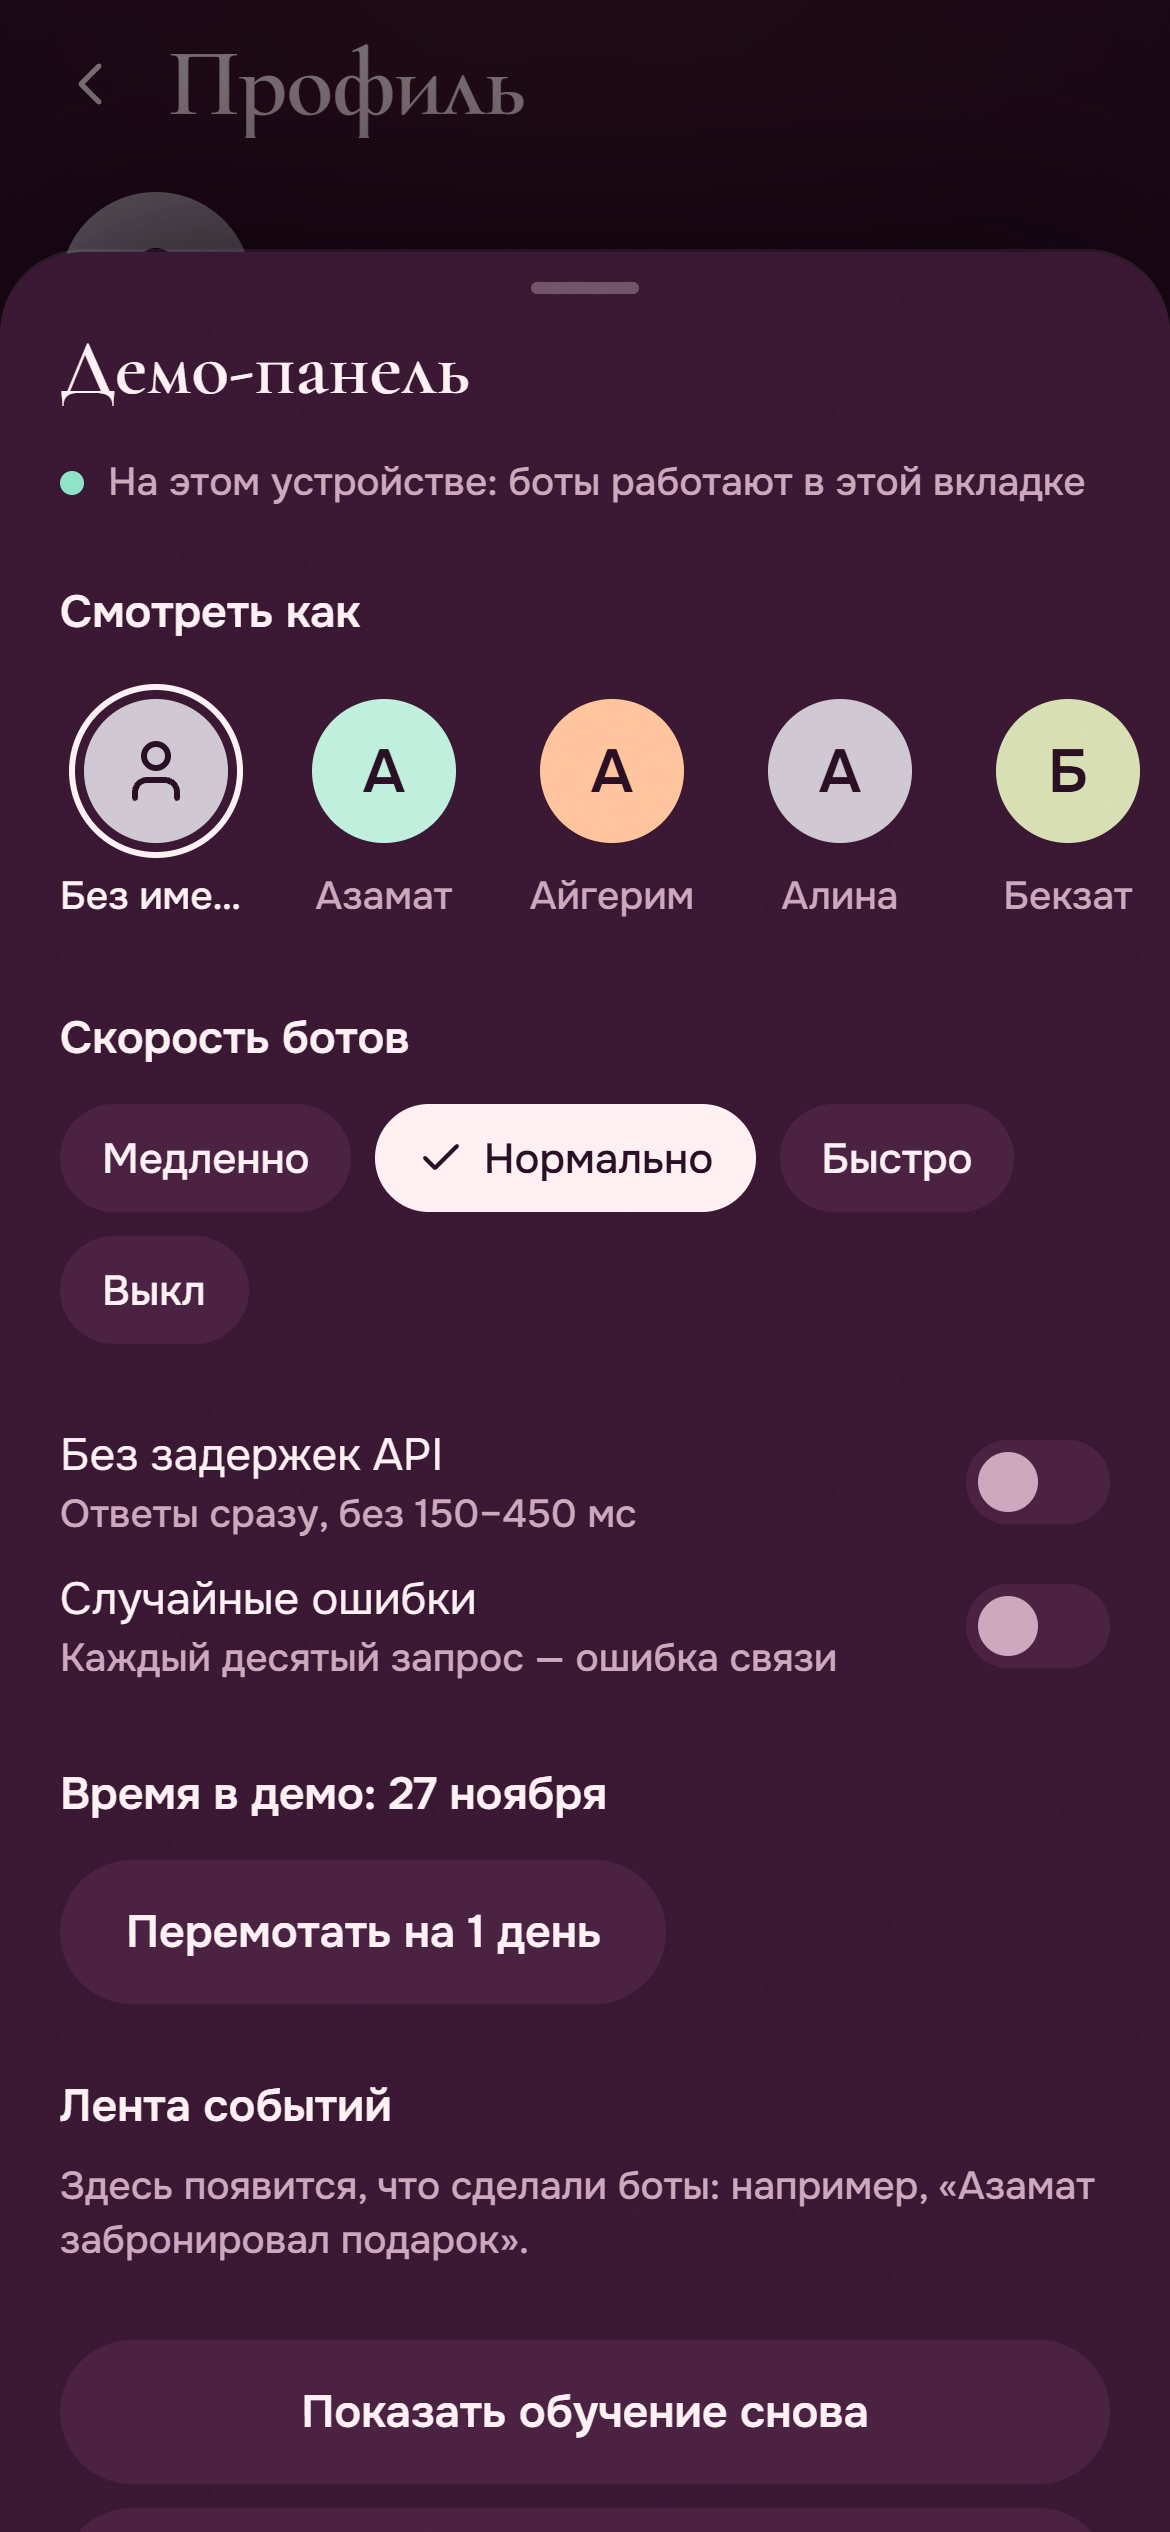 Профиль
Демо-панель
На этом устройстве: боты работают в этой вкладке
Смотреть как
А А А Б
Без име... Азамат Айгерим Алина Бекзат
Скорость ботов
Медленно Нормально Быстро
Выкл
Без задержек API
Ответы сразу, без 150–450 мс
Случайные ошибки
Каждый десятый запрос — ошибка связи
Время в демо: 27 ноября
Перемотать на 1 день
Лента событий
Здесь появится, что сделали боты: например, «Азамат
забронировал подарок».
Показать обучение снова